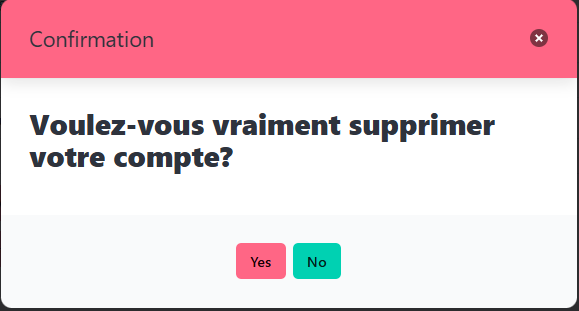 Confirmation
Voulez-vous vraiment supprimer
votre compte?
Yes No